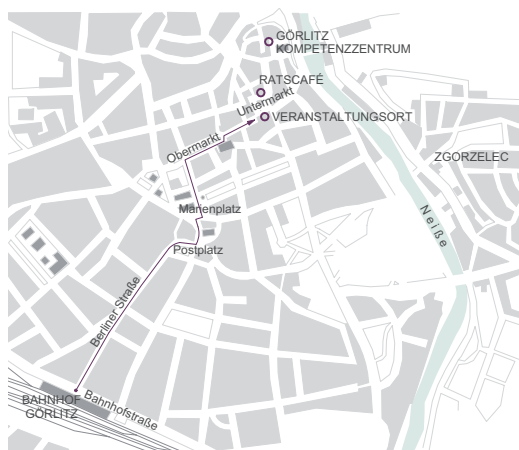 GÖRLITZ
KOMPETENZZENTRUM
RATSCAFÉ
Untermarkt
VERANSTALTUNGSORT
Obermarkt
ZGORZELEC
Marienplatz
Neiße
Postplatz
Berliner Straße
BAHNHOF
GÖRLITZ
Bahnhofstraße